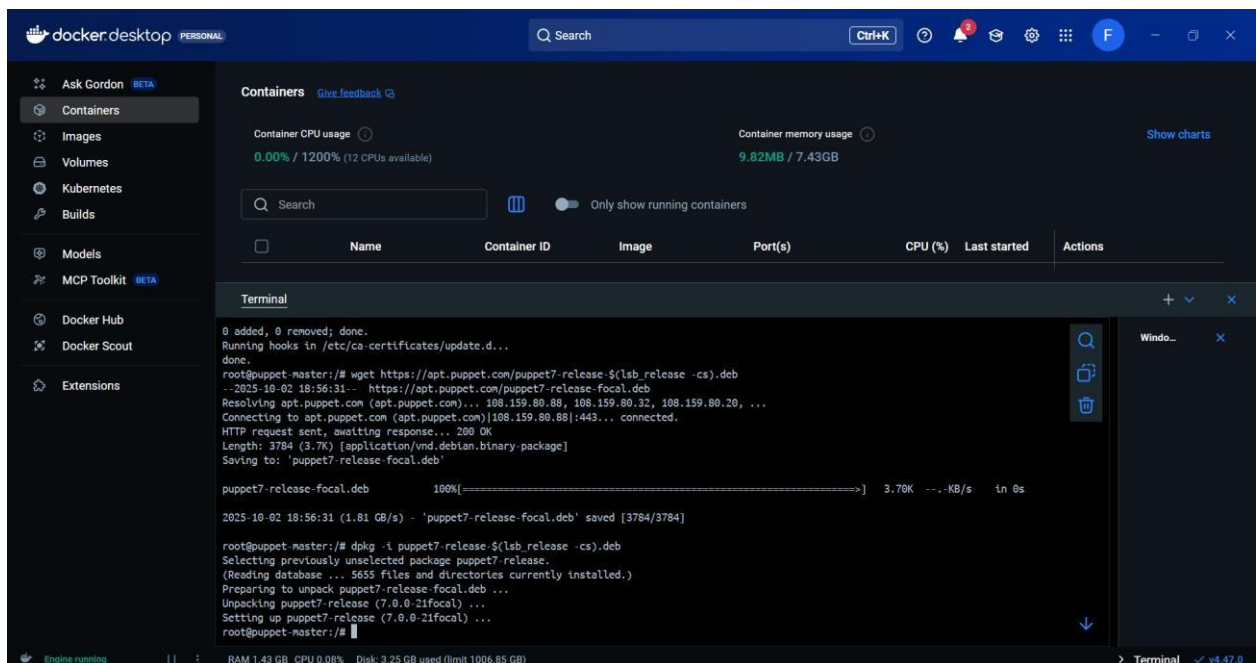 docker.desktop PERSONAL
Search
Ctrl+K
2
F
Ask Gordon BETA
Containers
Images
Volumes
Kubernetes
Builds
Models
MCP Toolkit BETA
Docker Hub
Docker Scout
Extensions
Containers Give feedback
Container CPU usage
0.00% / 1200% (12 CPUs available)
Container memory usage
9.82MB / 7.43GB
Show charts
Search
Only show running containers
Name Container ID Image Port(s) CPU (%) Last started Actions
Terminal
Windo...
0 added, 0 removed; done.
Running hooks in /etc/ca-certificates/update.d...
done.
root@puppet-master:/# wget https://apt.puppet.com/puppet7-release-$(lsb_release -cs).deb
--2025-10-02 18:56:31-- https://apt.puppet.com/puppet7-release-focal.deb
Resolving apt.puppet.com (apt.puppet.com)... 108.159.80.88, 108.159.80.32, 108.159.80.20, ...
Connecting to apt.puppet.com (apt.puppet.com)|108.159.80.88|:443... connected.
HTTP request sent, awaiting response... 200 OK
Length: 3784 (3.7K) [application/vnd.debian.binary-package]
Saving to: 'puppet7-release-focal.deb'
puppet7-release-focal.deb 100%[===================================================================>] 3.70K --.-KB/s in 0s
2025-10-02 18:56:31 (1.81 GB/s) - 'puppet7-release-focal.deb' saved [3784/3784]
root@puppet-master:/# dpkg -i puppet7-release-$(lsb_release -cs).deb
Selecting previously unselected package puppet7-release.
(Reading database ... 5655 files and directories currently installed.)
Preparing to unpack puppet7-release-focal.deb ...
Unpacking puppet7-release (7.0.0-21focal) ...
Setting up puppet7-release (7.0.0-21focal) ...
root@puppet-master:/#
Engine running
RAM 1.43 GB CPU 0.08% Disk: 3.25 GB used (limit 1006.85 GB)
Terminal v4.47.0